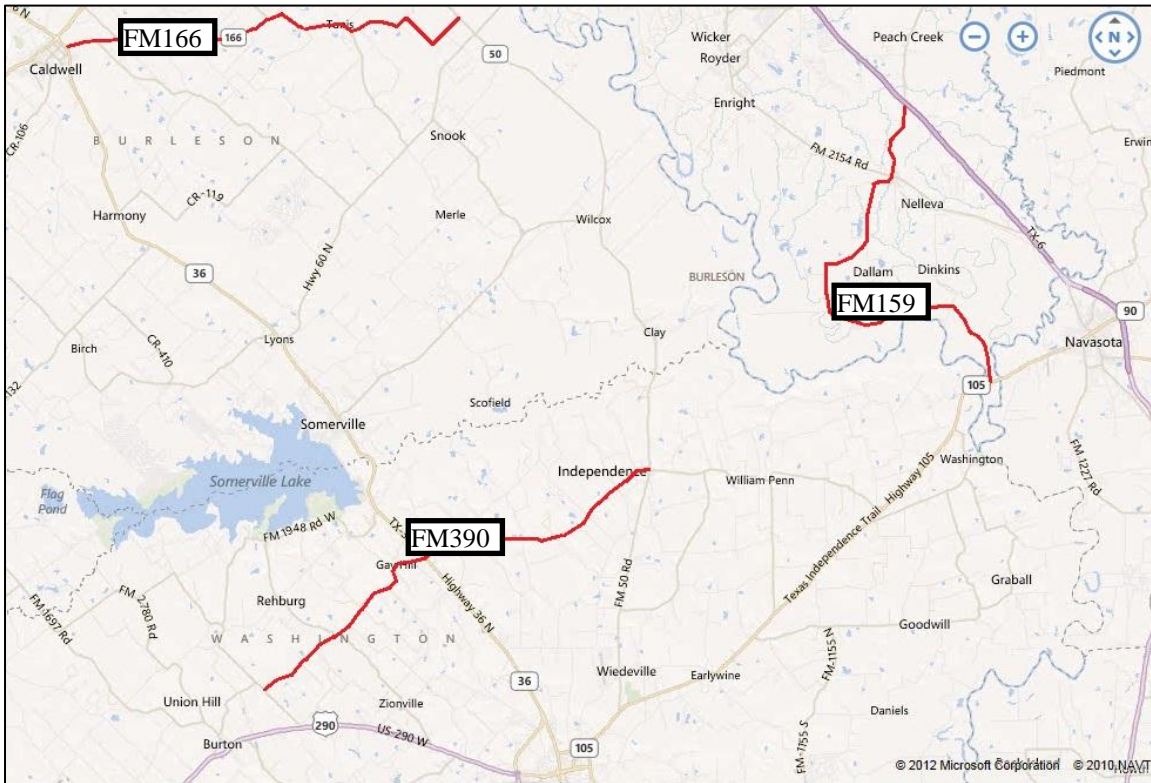 6 N
FM166
166
Tunis
50
Caldwell
CR-106
BURLESON
CR-119
Harmony
Snook
Merle
Wilcox
36
Hwy 60 N
Birch
CR-410
Lyons
132
Somerville
Scofield
Clay
BURLESON
Wicker
Royder
Enright
Peach Creek
N
Piedmont
FM 2154 Rd
Nelleva
TX-6
Dallam
Dinkins
FM159
90
Navasota
105
Washington
FM 1227 Rd
Flag
Pond
Somerville Lake
FM 1948 Rd W
Independence
William Penn
FM390
Gay Hill
Highway 36 N
FM 50 Rd
Texas Independence Trail
Highway 105
Graball
Goodwill
FM-1155 N
FM-1155 S
FM-1697 Rd
FM 2780 Rd
Rehburg
WASHINGTON
Union Hill
Zionville
290
US-290 W
Burton
36
Wiedeville
Earlywine
Daniels
105
© 2012 Microsoft Corporation © 2010 NAVT